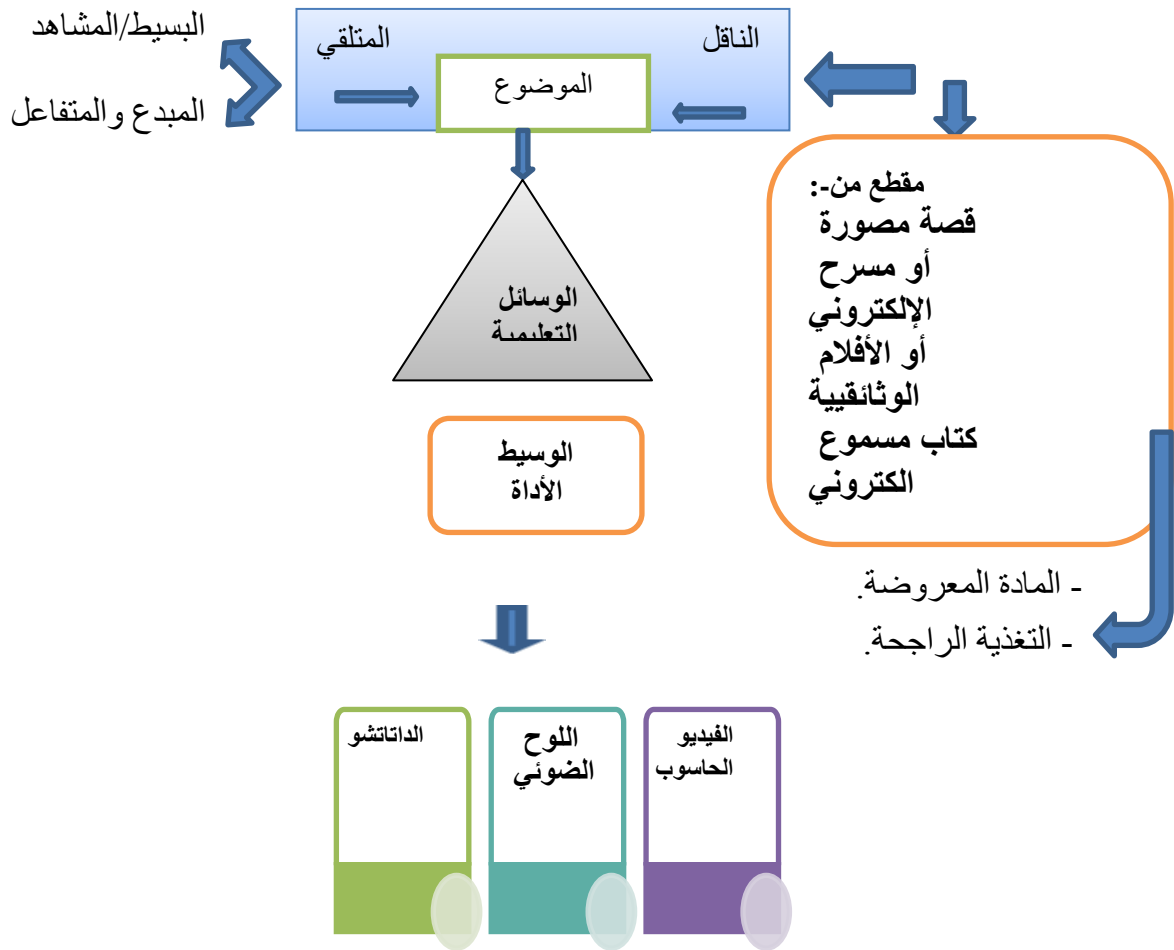 الناقل
الموضوع
المتلقي
البسيط/المشاهد
المبدع والمتفاعل
مقطع من-:
قصة مصورة
أو مسرح
الإلكتروني
أو الأفلام
الوثائقيية
كتاب مسموع
الكتروني
- المادة المعروضة.
- التغذية الراجحة.
الوسائل
التعليمية
الوسيط
الأداة
الفيديو
الحاسوب
اللوح
الضوئي
الداتاتشو